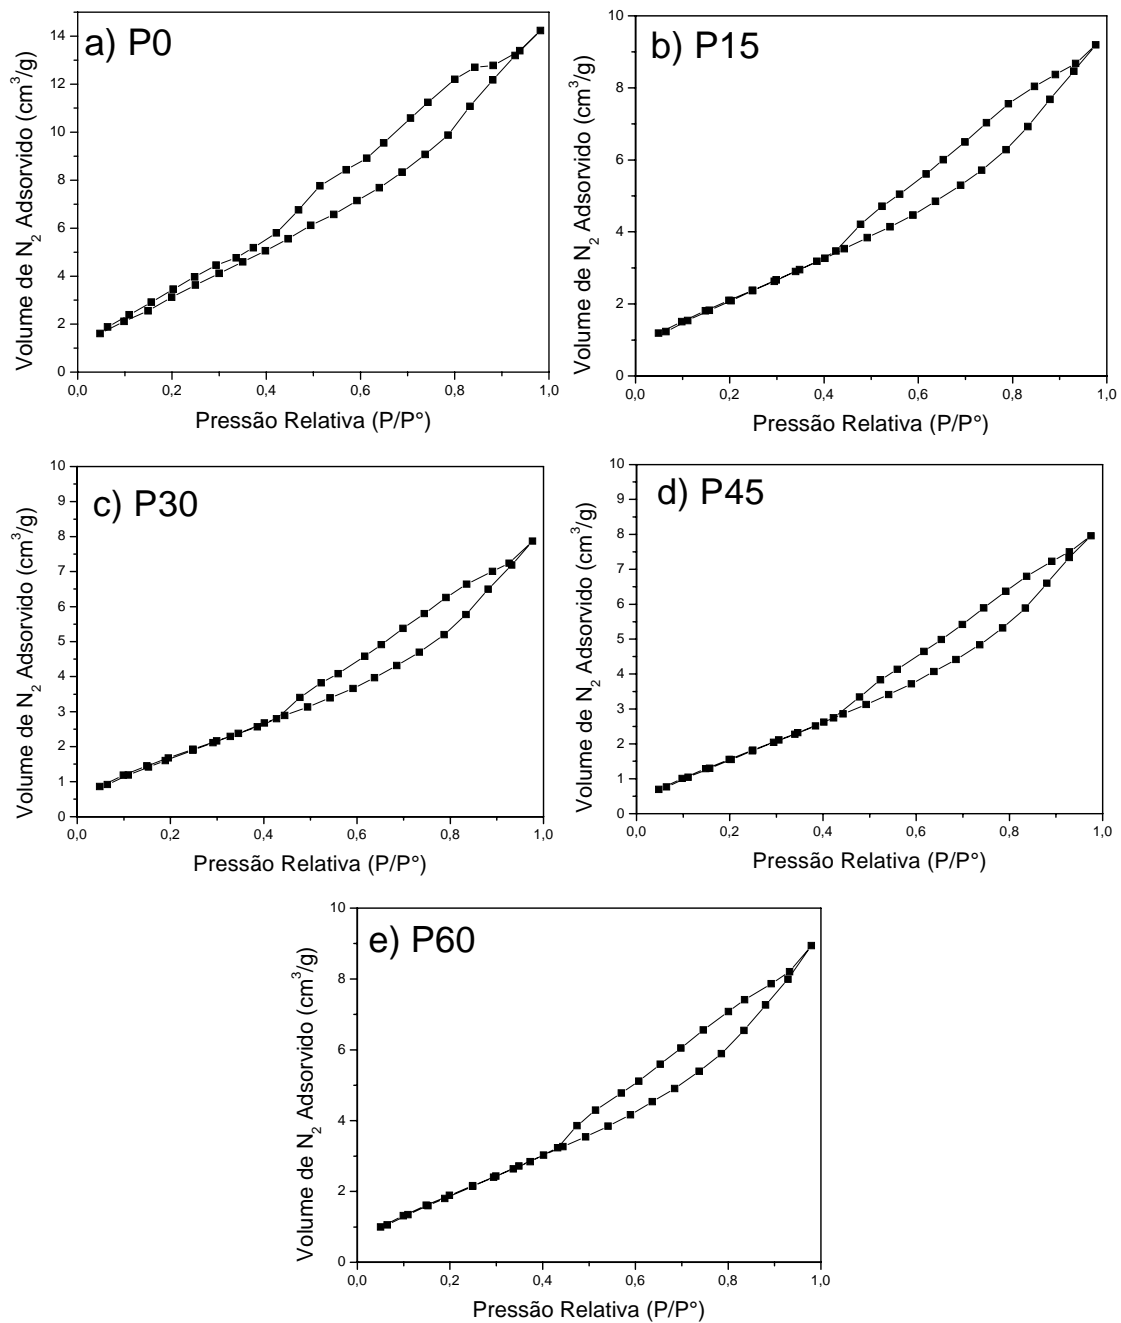 a) P0
Volume de N2 Adsorvido (cm3/g)
14
12
10
8
6
4
2
0
0,0 0,2 0,4 0,6 0,8 1,0
Pressão Relativa (P/P°)
b) P15
Volume de N2 Adsorvido (cm3/g)
10
8
6
4
2
0
0,0 0,2 0,4 0,6 0,8 1,0
Pressão Relativa (P/P°)
c) P30
Volume de N2 Adsorvido (cm3/g)
10
9
8
7
6
5
4
3
2
1
0
0,0 0,2 0,4 0,6 0,8 1,0
Pressão Relativa (P/P°)
d) P45
Volume de N2 Adsorvido (cm3/g)
10
9
8
7
6
5
4
3
2
1
0
0,0 0,2 0,4 0,6 0,8 1,0
Pressão Relativa (P/P°)
e) P60
Volume de N2 Adsorvido (cm3/g)
10
8
6
4
2
0
0,0 0,2 0,4 0,6 0,8 1,0
Pressão Relativa (P/P°)